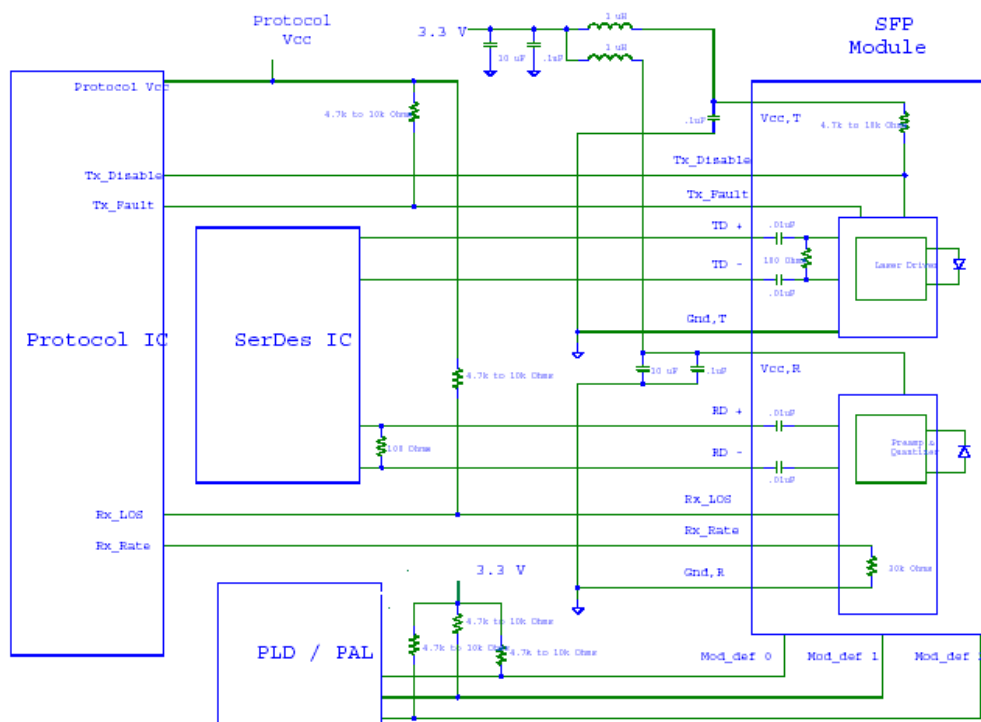 Protocol
Vcc
3.3 V
1 uH
1 uH
10 uF
.1uF
SFP
Module
Protocol Vcc
4.7k to 10k Ohms
.1uF
Vcc,T
4.7k to 10k Ohms
Tx_Disable
Tx_Disable
Tx_Fault
Tx_Fault
TD +
.01uF
TD -
100 Ohms
.01uF
Laser Driver
Gnd,T
Protocol IC
SerDes IC
4.7k to 10k Ohms
10 uF
.1uF
Vcc,R
RD +
.01uF
100 Ohms
RD -
.01uF
Preamp &
Quantizer
Rx_LOS
Rx_LOS
Rx_Rate
Rx_Rate
3.3 V
Gnd,R
30k Ohms
4.7k to 10k Ohms
4.7k to 10k Ohms
4.7k to 10k Ohms
PLD / PAL
Mod_def 0
Mod_def 1
Mod_def